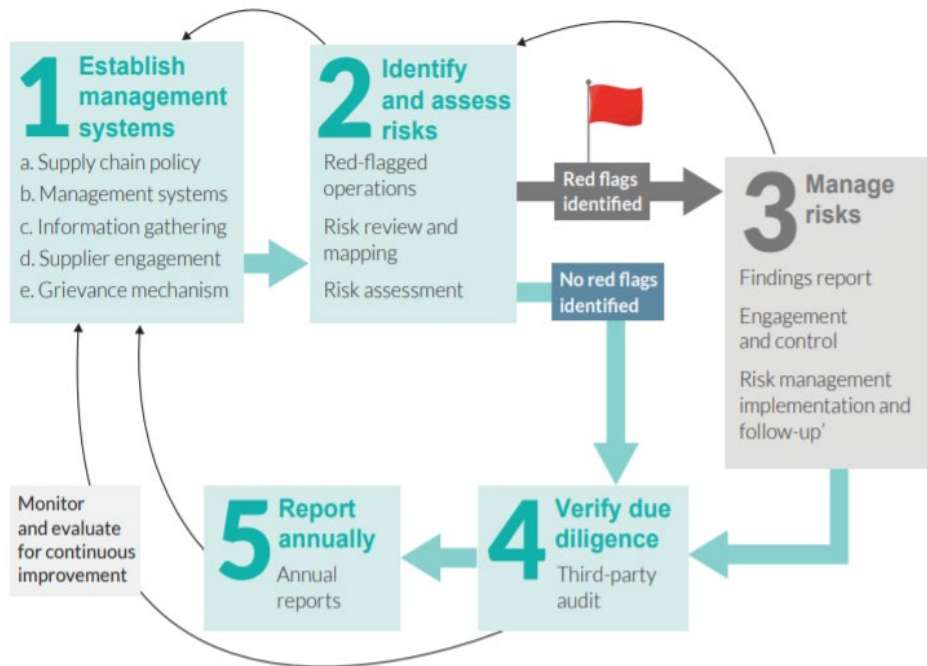 1 Establish
management
systems
a. Supply chain policy
b. Management systems
c. Information gathering
d. Supplier engagement
e. Grievance mechanism
2 Identify
and assess
risks
Red-flagged
operations
Risk review and
mapping
Risk assessment
Red flags
identified
No red flags
identified
3 Manage
risks
Findings report
Engagement
and control
Risk management
implementation and
follow-up’
4 Verify due
diligence
Third-party
audit
5 Report
annually
Annual
reports
Monitor
and evaluate
for continuous
improvement